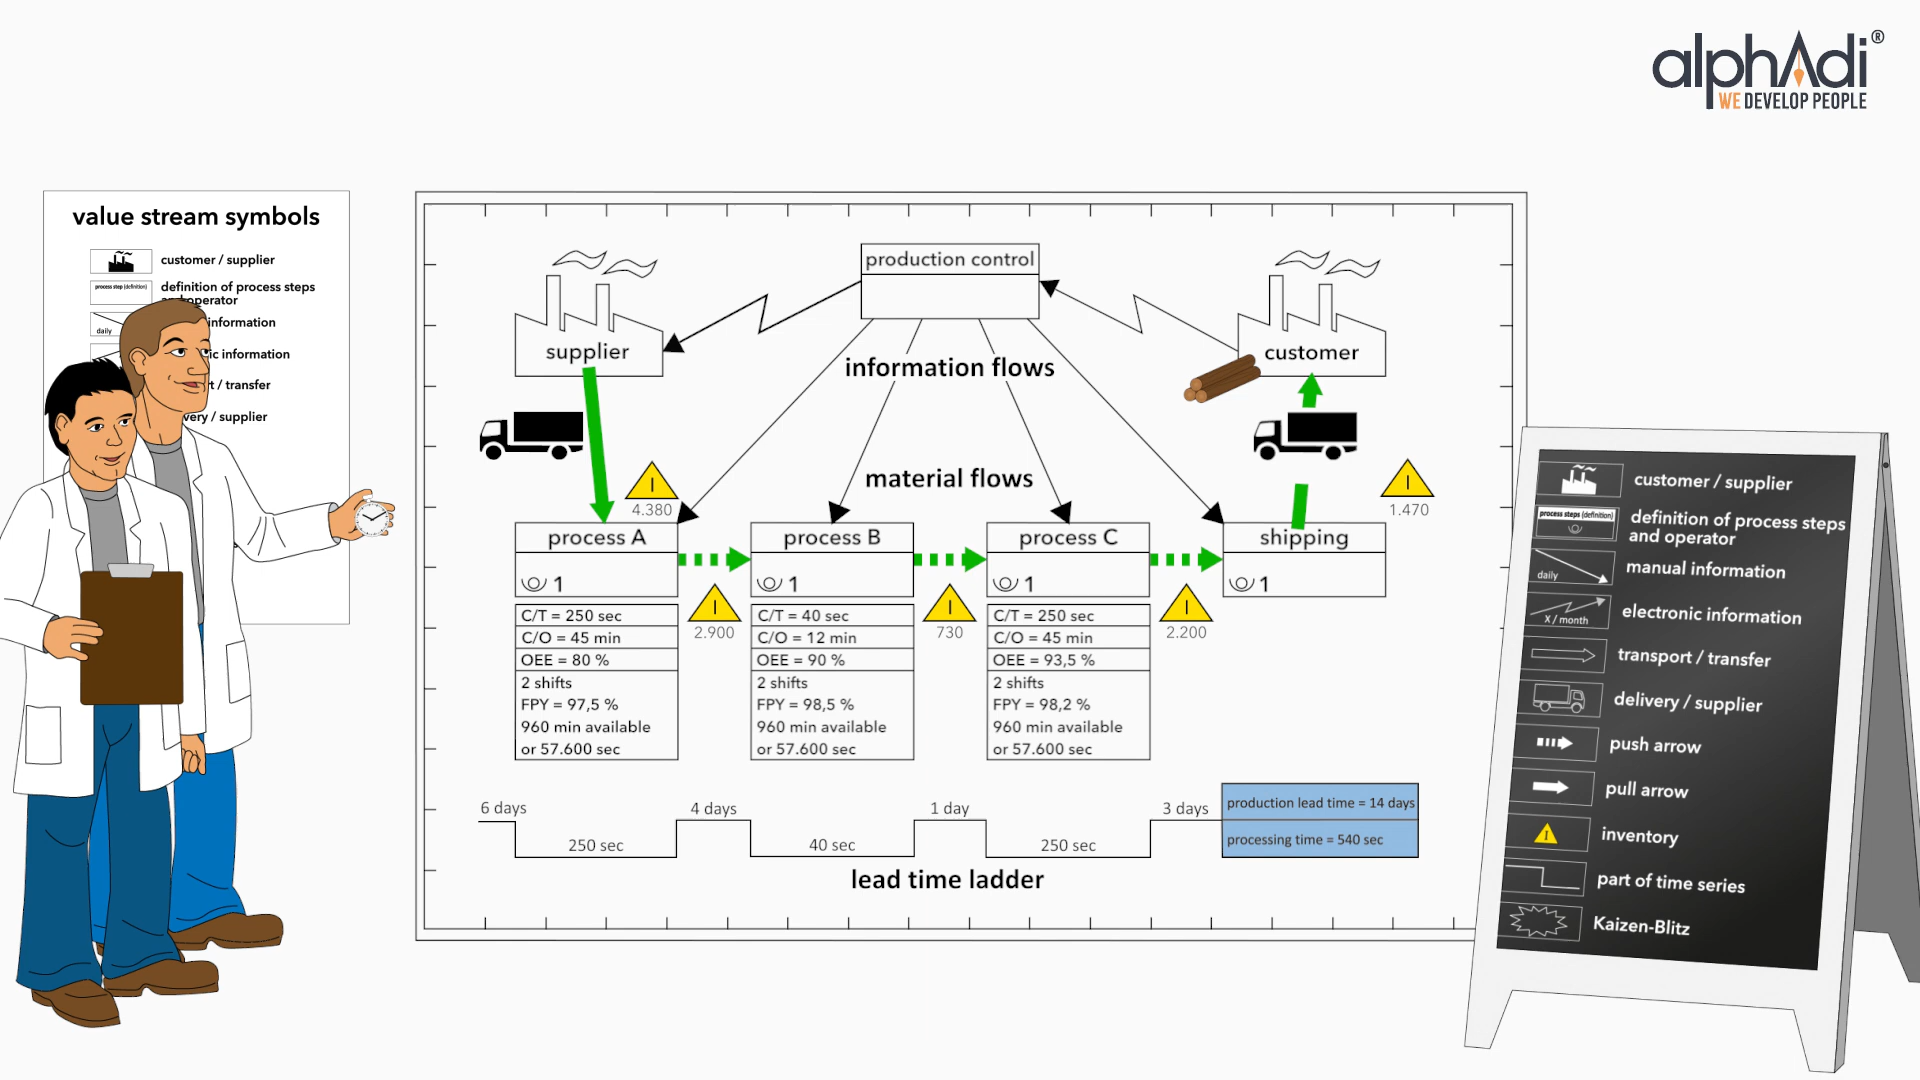 alphAdi®
WE DEVELOP PEOPLE
value stream symbols
customer / supplier
process step (definition)
definition of process steps
operator
daily
information
ic information
t / transfer
very / supplier
production control
supplier
customer
information flows
material flows
I
4.380
I
1.470
process A
1
C/T = 250 sec
C/O = 45 min
OEE = 80 %
2 shifts
FPY = 97,5 %
960 min available
or 57.600 sec
I
2.900
process B
1
C/T = 40 sec
C/O = 12 min
OEE = 90 %
2 shifts
FPY = 98,5 %
960 min available
or 57.600 sec
I
730
process C
1
C/T = 250 sec
C/O = 45 min
OEE = 93,5 %
2 shifts
FPY = 98,2 %
960 min available
or 57.600 sec
I
2.200
shipping
1
6 days
250 sec
4 days
40 sec
1 day
250 sec
3 days
production lead time = 14 days
processing time = 540 sec
lead time ladder
customer / supplier
process steps (definition)
definition of process steps
and operator
daily
manual information
X / month
electronic information
transport / transfer
delivery / supplier
push arrow
pull arrow
I
inventory
part of time series
Kaizen-Blitz